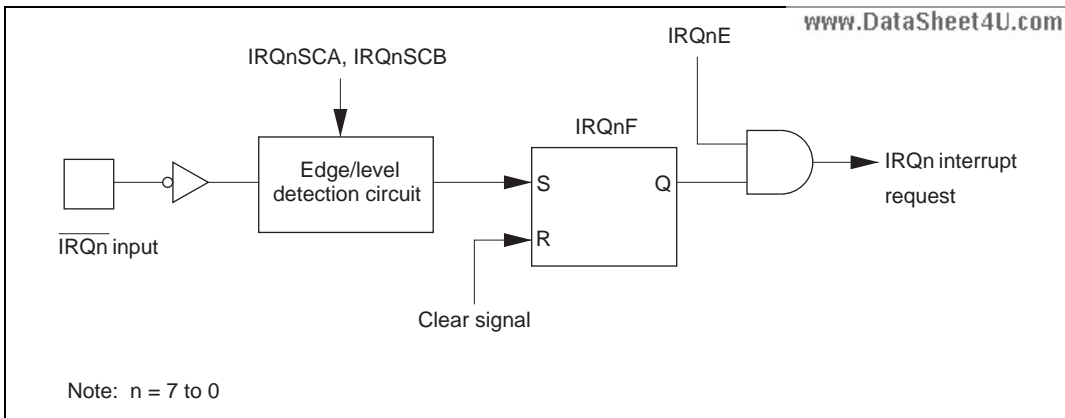 www.DataSheet4U.com
IRQnE
IRQnSCA, IRQnSCB
IRQnF
Edge/level
detection circuit
S
Q
R
IRQn interrupt
request
IRQn input
Clear signal
Note: n = 7 to 0